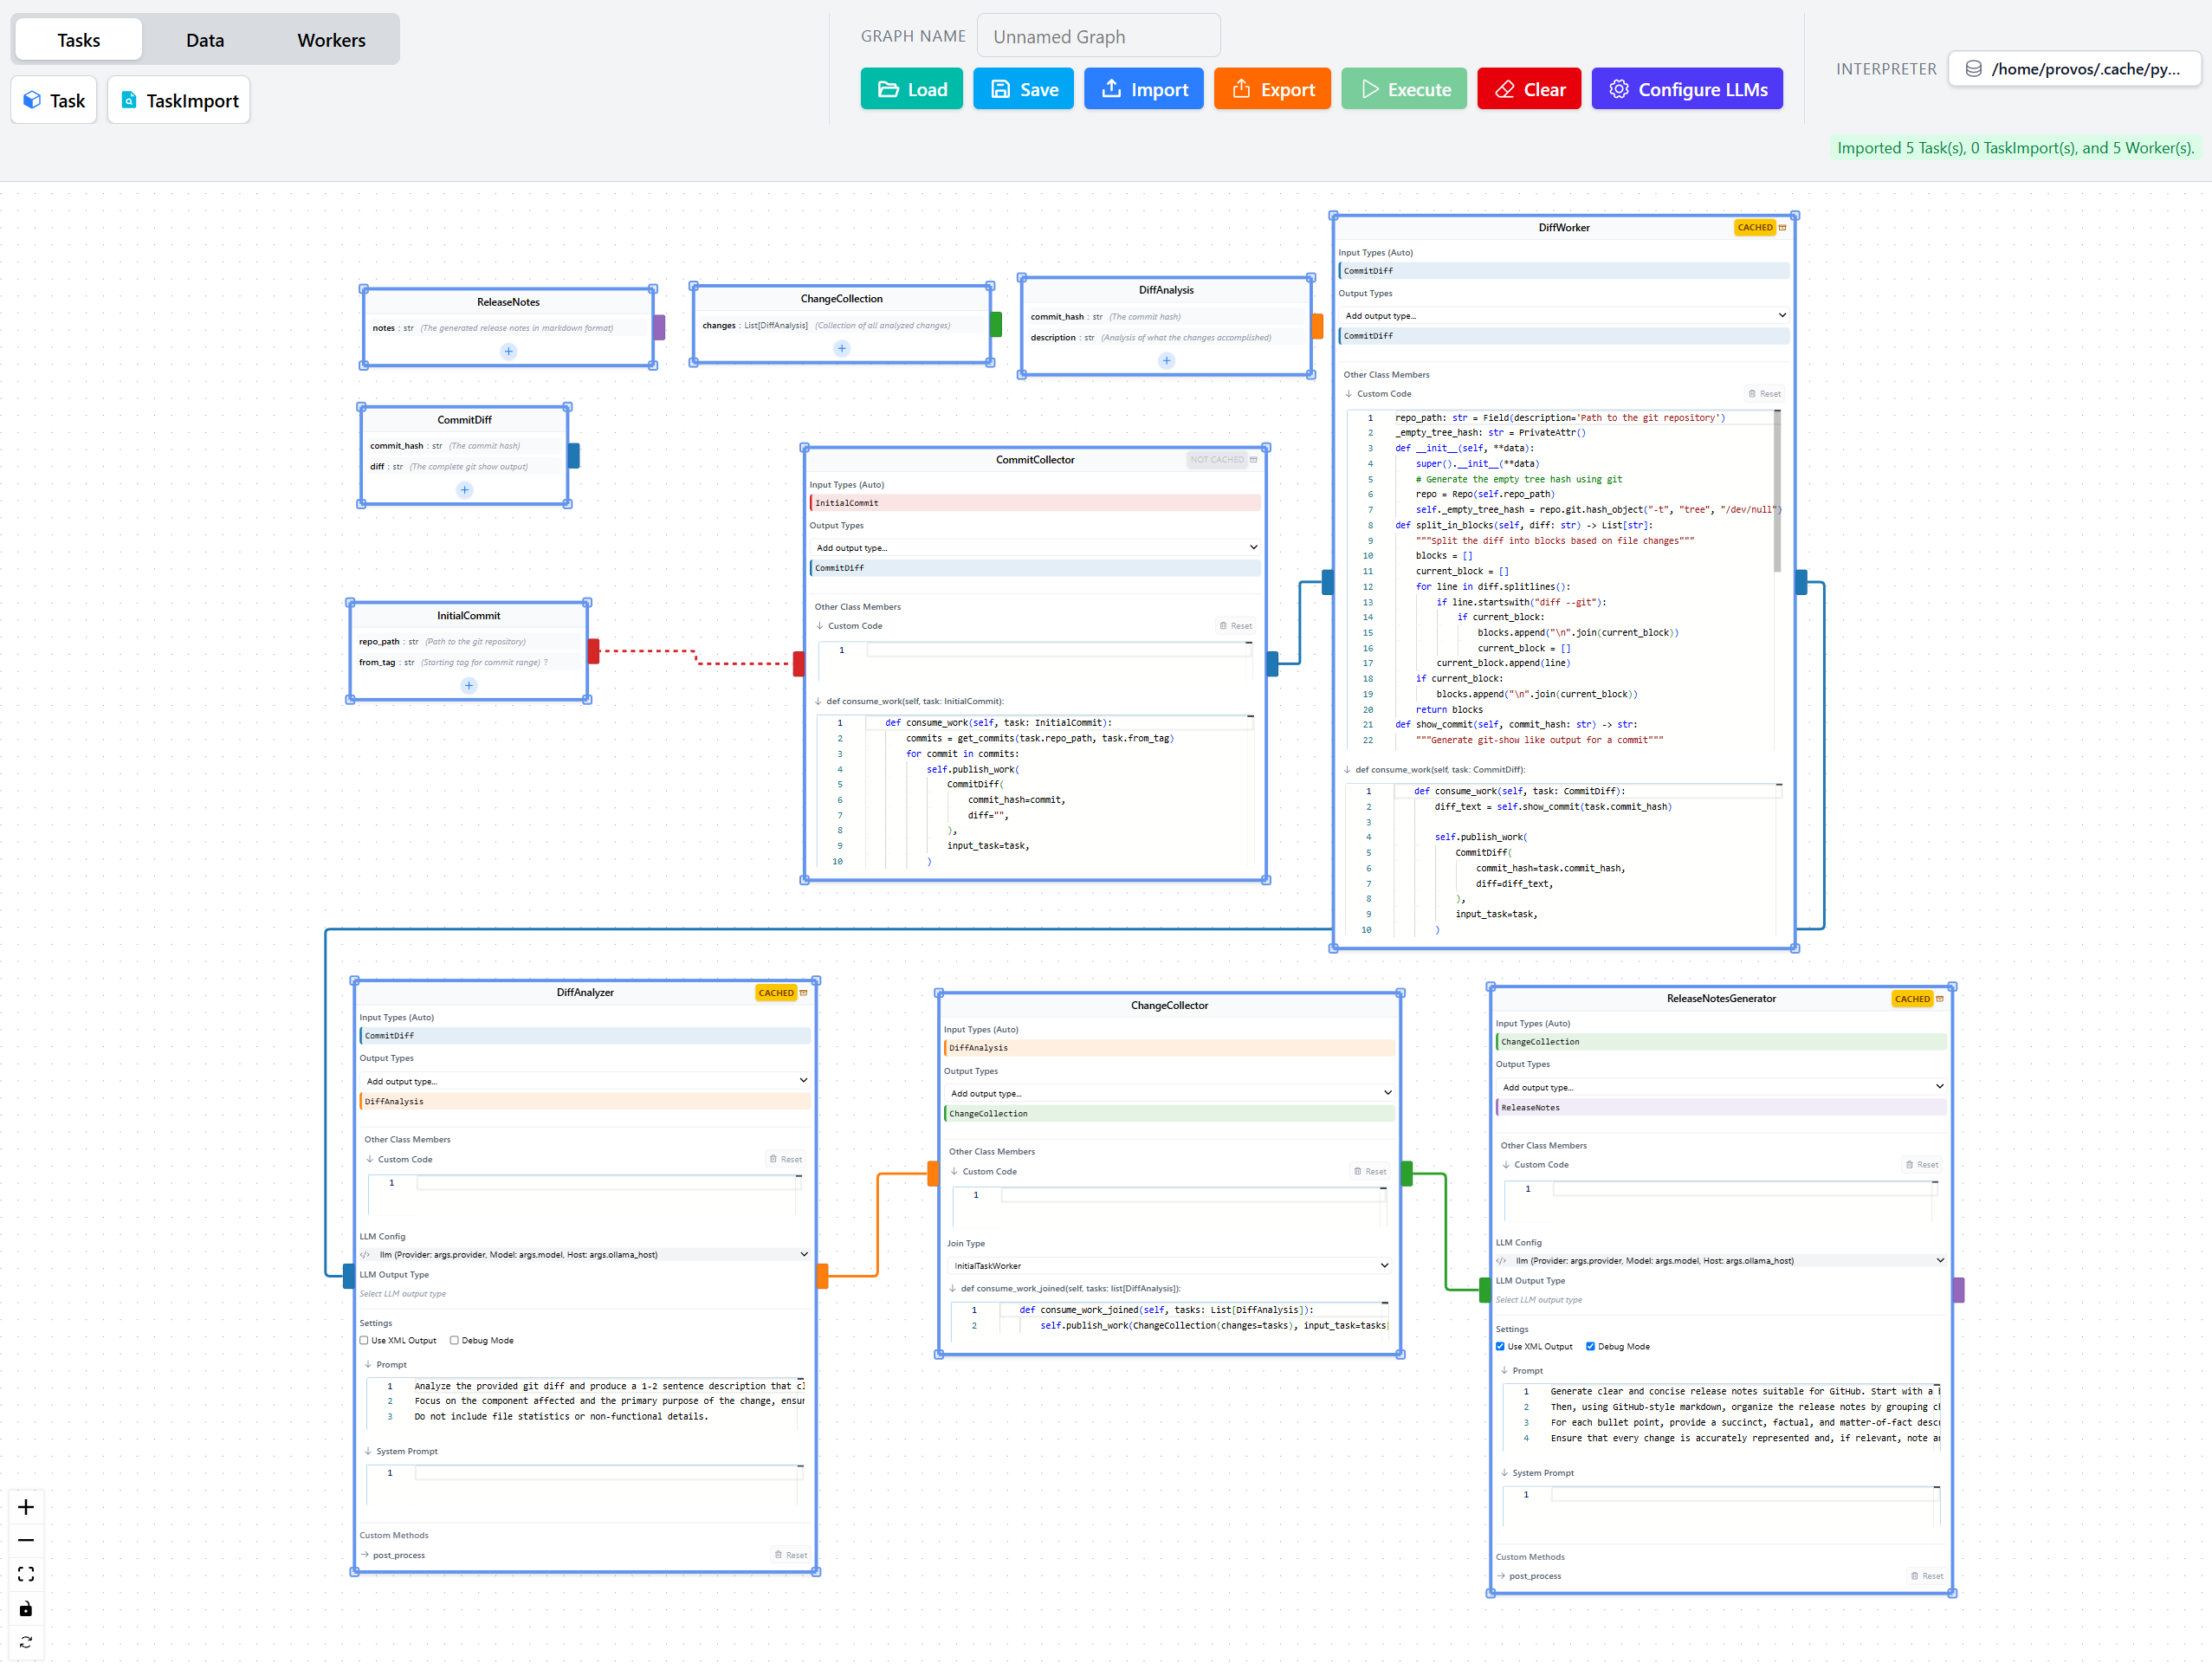 Tasks
Data
Workers
Task
TaskImport
GRAPH NAME
Unnamed Graph
Load
Save
Import
Export
Execute
Clear
Configure LLMs
INTERPRETER
/home/provos/.cache/py...
Imported 5 Task(s), 0 TaskImport(s), and 5 Worker(s).
ReleaseNotes
notes : str (The generated release notes in markdown format)
ChangeCollection
changes : List[DiffAnalysis] (Collection of all analyzed changes)
DiffAnalysis
commit_hash : str (The commit hash)
description : str (Analysis of what the changes accomplished)
CommitDiff
commit_hash : str (The commit hash)
diff : str (The complete git show output)
InitialCommit
repo_path : str (Path to the git repository)
from_tag : str (Starting tag for commit range) ?
CommitCollector
NOT CACHED
Input Types (Auto)
InitialCommit
Output Types
Add output type...
CommitDiff
Other Class Members
Custom Code
Reset
1
def consume_work(self, task: InitialCommit):
1 def consume_work(self, task: InitialCommit):
2 commits = get_commits(task.repo_path, task.from_tag)
3 for commit in commits:
4 self.publish_work(
5 CommitDiff(
6 commit_hash=commit,
7 diff="",
8 ),
9 input_task=task,
10 )
DiffWorker
CACHED
Input Types (Auto)
CommitDiff
Output Types
Add output type...
CommitDiff
Other Class Members
Custom Code
Reset
1 repo_path: str = Field(description='Path to the git repository')
2 _empty_tree_hash: str = PrivateAttr()
3 def __init__(self, **data):
4 super().__init__(**data)
5 # Generate the empty tree hash using git
6 repo = Repo(self.repo_path)
7 self._empty_tree_hash = repo.git.hash_object("-t", "tree", "/dev/null")
8 def split_in_blocks(self, diff: str) -> List[str]:
9 """Split the diff into blocks based on file changes"""
10 blocks = []
11 current_block = []
12 for line in diff.splitlines():
13 if line.startswith("diff --git"):
14 if current_block:
15 blocks.append("\n".join(current_block))
16 current_block = []
17 current_block.append(line)
18 if current_block:
19 blocks.append("\n".join(current_block))
20 return blocks
21 def show_commit(self, commit_hash: str) -> str:
22 """Generate git-show like output for a commit"""
def consume_work(self, task: CommitDiff):
1 def consume_work(self, task: CommitDiff):
2 diff_text = self.show_commit(task.commit_hash)
3
4 self.publish_work(
5 CommitDiff(
6 commit_hash=task.commit_hash,
7 diff=diff_text,
8 ),
9 input_task=task,
10 )
DiffAnalyzer
CACHED
Input Types (Auto)
CommitDiff
Output Types
Add output type...
DiffAnalysis
Other Class Members
Custom Code
Reset
1
LLM Config
</> llm (Provider: args.provider, Model: args.model, Host: args.ollama_host)
LLM Output Type
Select LLM output type
Settings
Use XML Output
Debug Mode
Prompt
1 Analyze the provided git diff and produce a 1-2 sentence description that cl
2 Focus on the component affected and the primary purpose of the change, ensur
3 Do not include file statistics or non-functional details.
System Prompt
1
Custom Methods
post_process
Reset
ChangeCollector
Input Types (Auto)
DiffAnalysis
Output Types
Add output type...
ChangeCollection
Other Class Members
Custom Code
Reset
1
Join Type
InitialTaskWorker
def consume_work_joined(self, tasks: list[DiffAnalysis]):
1 def consume_work_joined(self, tasks: List[DiffAnalysis]):
2 self.publish_work(ChangeCollection(changes=tasks), input_task=tasks[
ReleaseNotesGenerator
CACHED
Input Types (Auto)
ChangeCollection
Output Types
Add output type...
ReleaseNotes
Other Class Members
Custom Code
Reset
1
LLM Config
</> llm (Provider: args.provider, Model: args.model, Host: args.ollama_host)
LLM Output Type
Select LLM output type
Settings
Use XML Output
Debug Mode
Prompt
1 Generate clear and concise release notes suitable for GitHub. Start with a
2 Then, using GitHub-style markdown, organize the release notes by grouping
3 For each bullet point, provide a succinct, factual, and matter-of-fact desc
4 Ensure that every change is accurately represented and, if relevant, note
System Prompt
1
Custom Methods
post_process
Reset